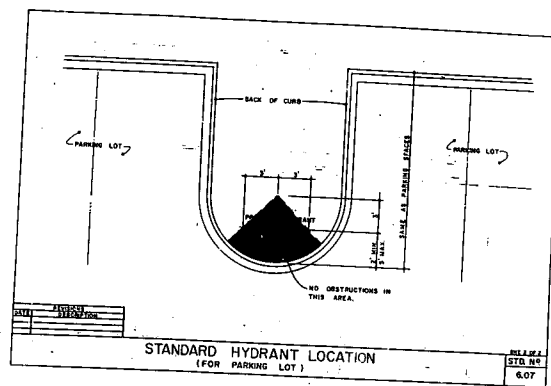 BACK OF CURB
PARKING LOT
PARKING LOT
SAME AS PARKING SPACES
3' 3'
3'
2' MIN.
5' MAX.
NO OBSTRUCTIONS IN
THIS AREA.
REVISIONS
DATE DESCRIPTION
STANDARD HYDRANT LOCATION
(FOR PARKING LOT)
STD. Nº
6.07